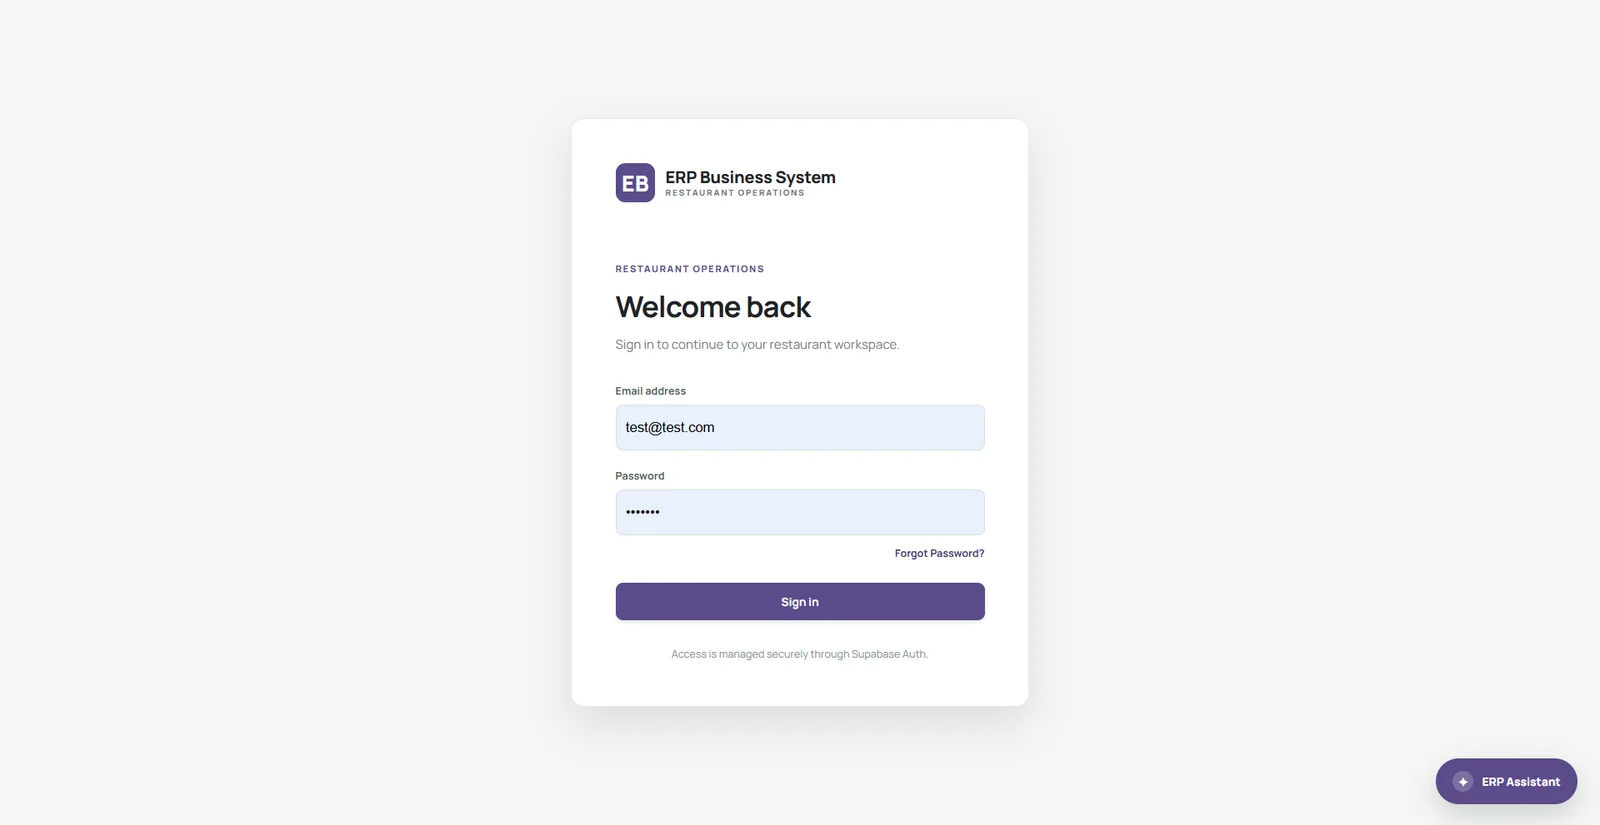 EB
ERP Business System
RESTAURANT OPERATIONS
RESTAURANT OPERATIONS
Welcome back
Sign in to continue to your restaurant workspace.
Email address
test@test.com
Password
•••••••
Forgot Password?
Sign in
Access is managed securely through Supabase Auth.
ERP Assistant